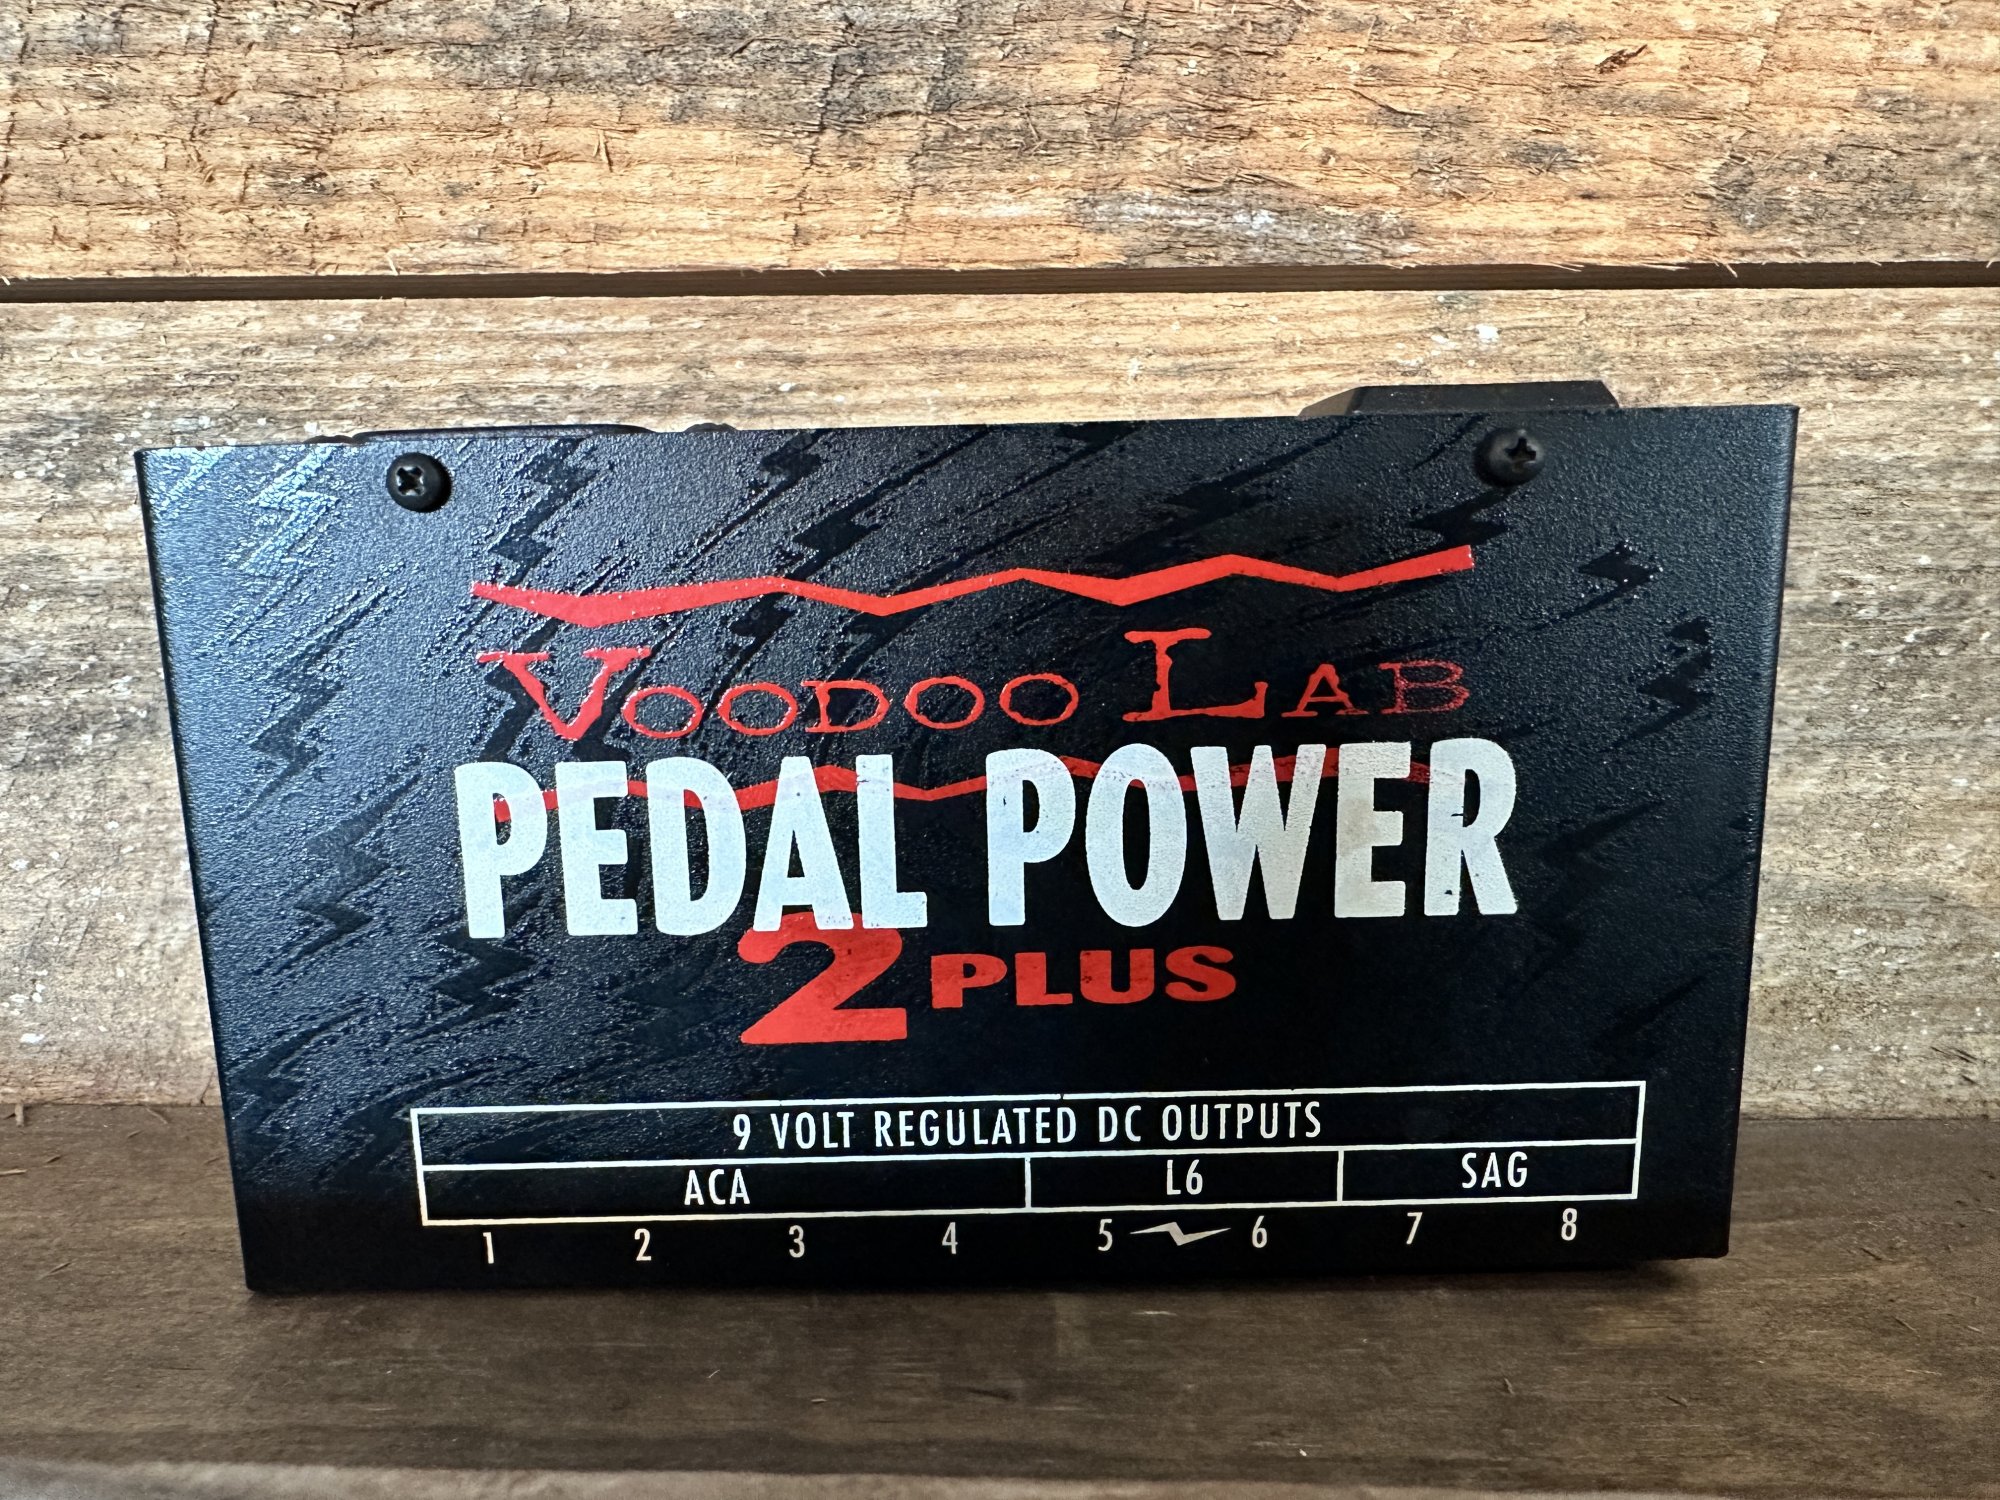 VOODOO LAB
PEDAL POWER
2 PLUS
9 VOLT REGULATED DC OUTPUTS
ACA L6 SAG
1 2 3 4 5 6 7 8